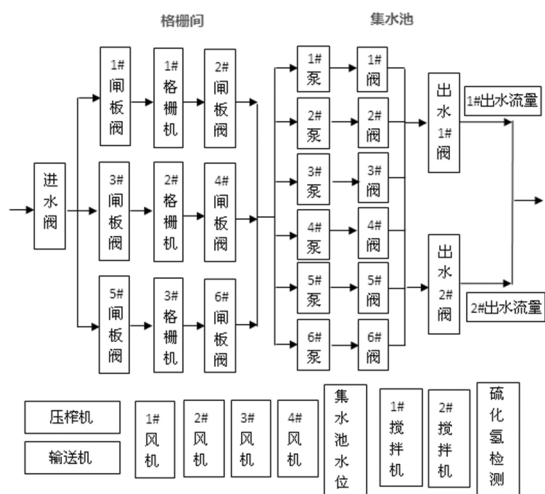 格栅间
集水池
进水阀
1#闸板阀
1#格栅机
2#闸板阀
3#闸板阀
2#格栅机
4#闸板阀
5#闸板阀
3#格栅机
6#闸板阀
1#泵
1#阀
2#泵
2#阀
3#泵
3#阀
4#泵
4#阀
5#泵
5#阀
6#泵
6#阀
出水1#阀
1#出水流量
出水2#阀
2#出水流量
压榨机
输送机
1#风机
2#风机
3#风机
4#风机
集水池水位
1#搅拌机
2#搅拌机
硫化氢检测